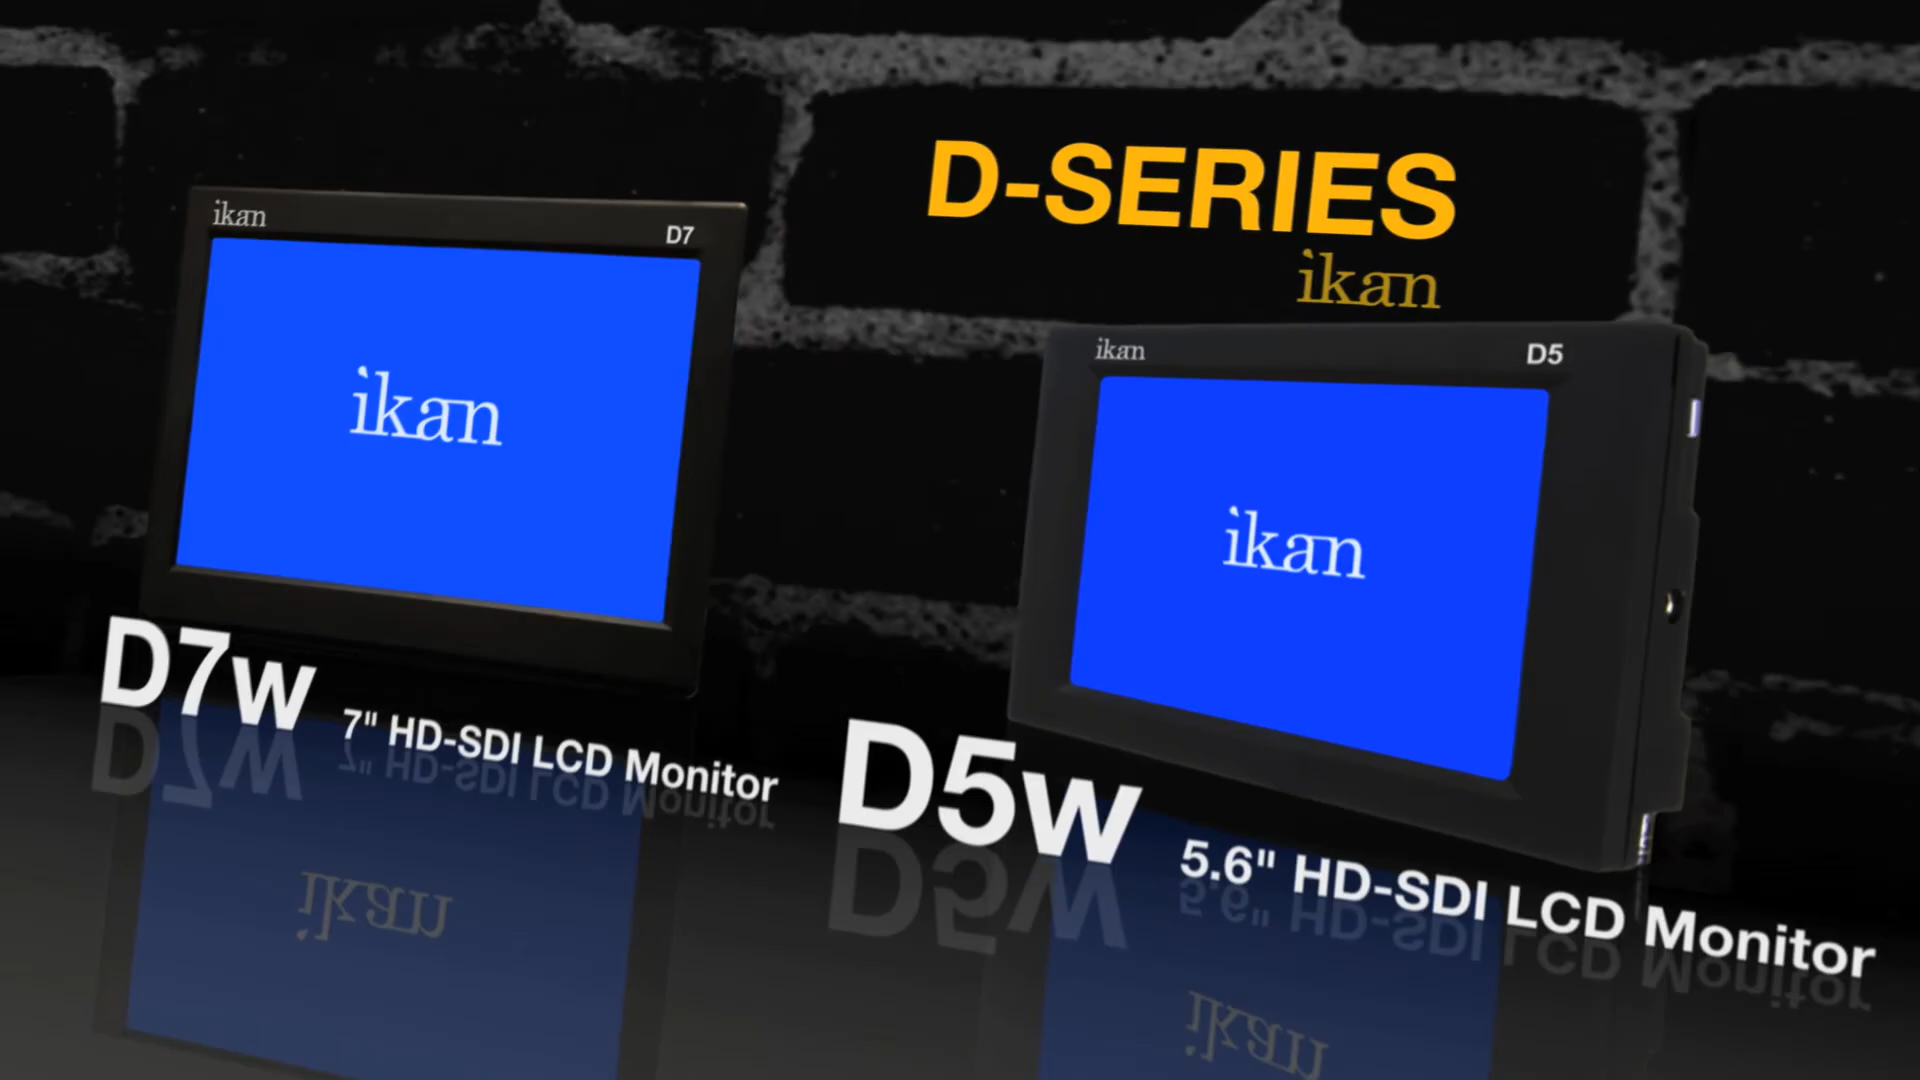 D-SERIES
ikan
ikan D7
ikan
D7w 7" HD-SDI LCD Monitor
ikan D5
ikan
D5w 5.6" HD-SDI LCD Monitor